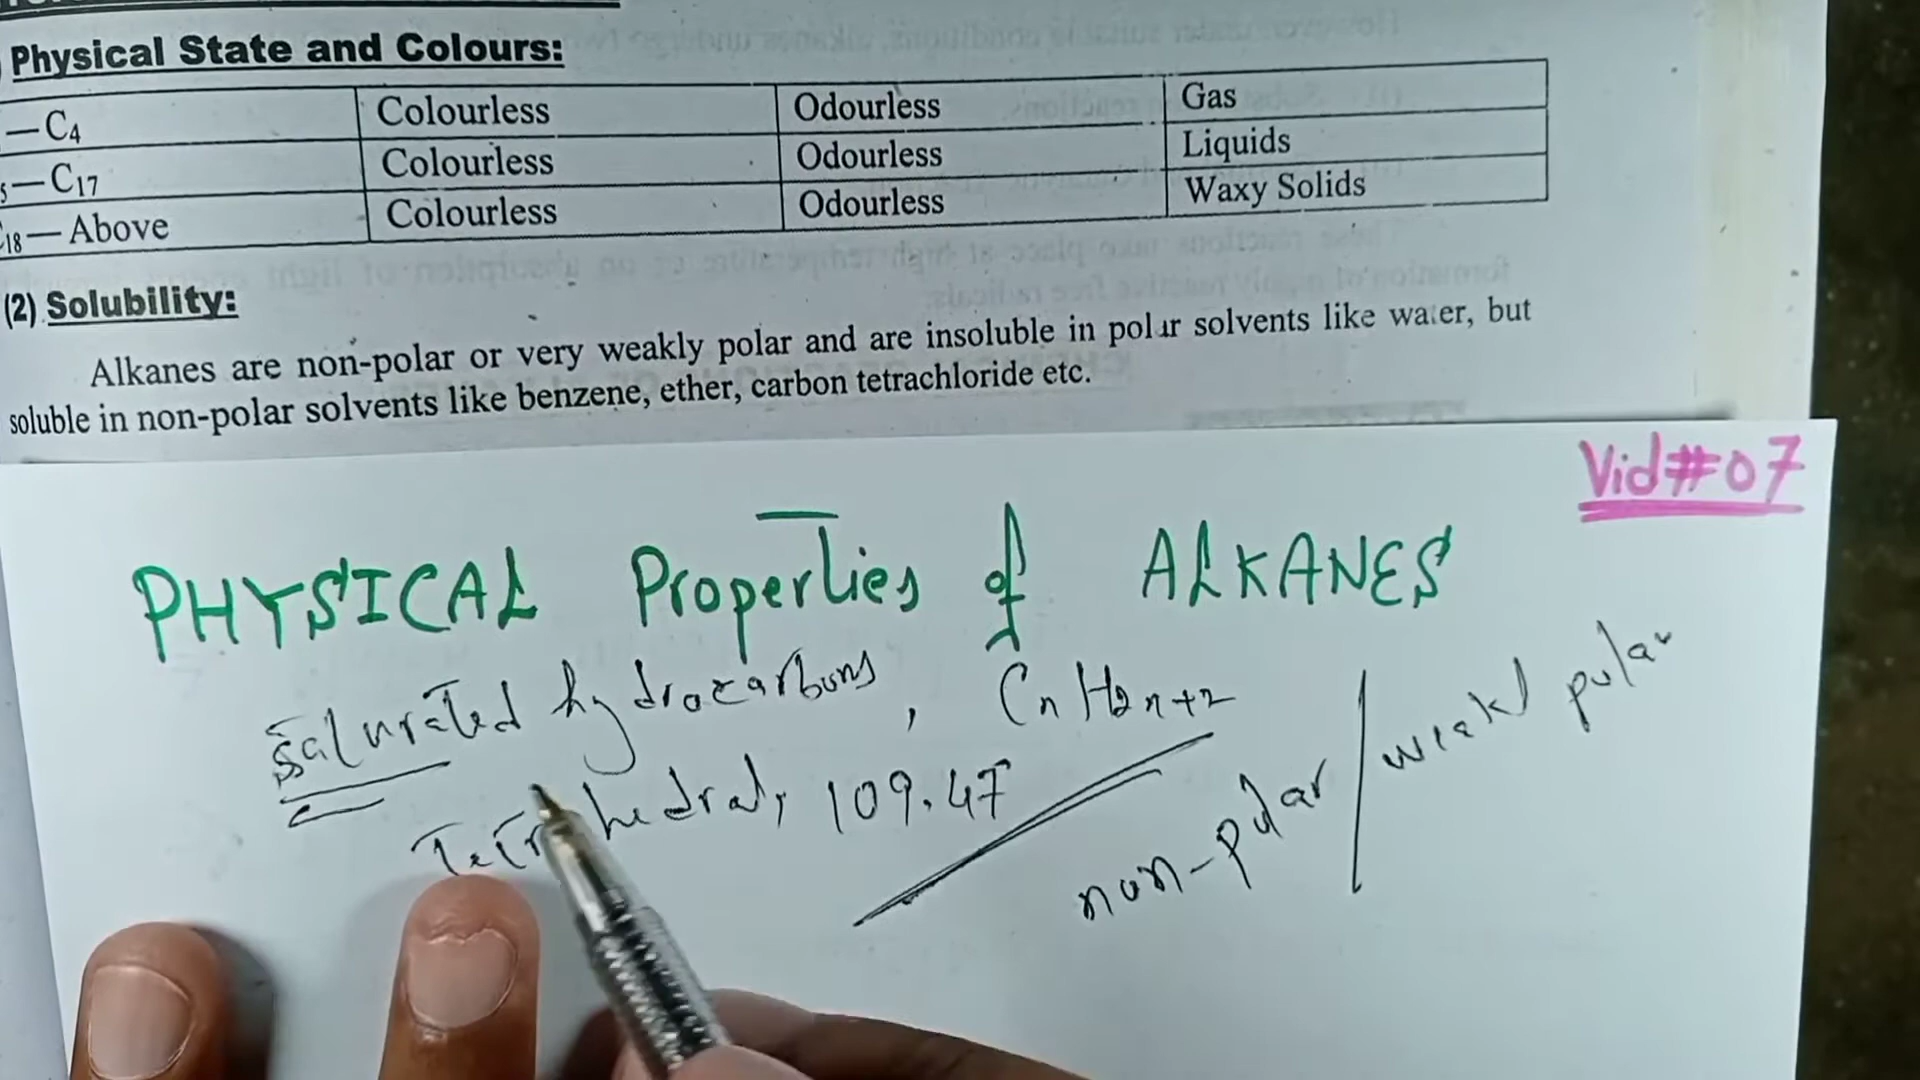 Physical State and Colours:
—C₄ Colourless Odourless Gas
5—C₁₇ Colourless Odourless Liquids
C₁₈— Above Colourless Odourless Waxy Solids
(2) Solubility:
Alkanes are non-polar or very weakly polar and are insoluble in polar solvents like water, but
soluble in non-polar solvents like benzene, ether, carbon tetrachloride etc.
Vid#07
PHYSICAL Properties of ALKANES
Saturated hydrocarbons, CnH2n+2
Tetrahedral, 109.47
non-polar / weakl polar